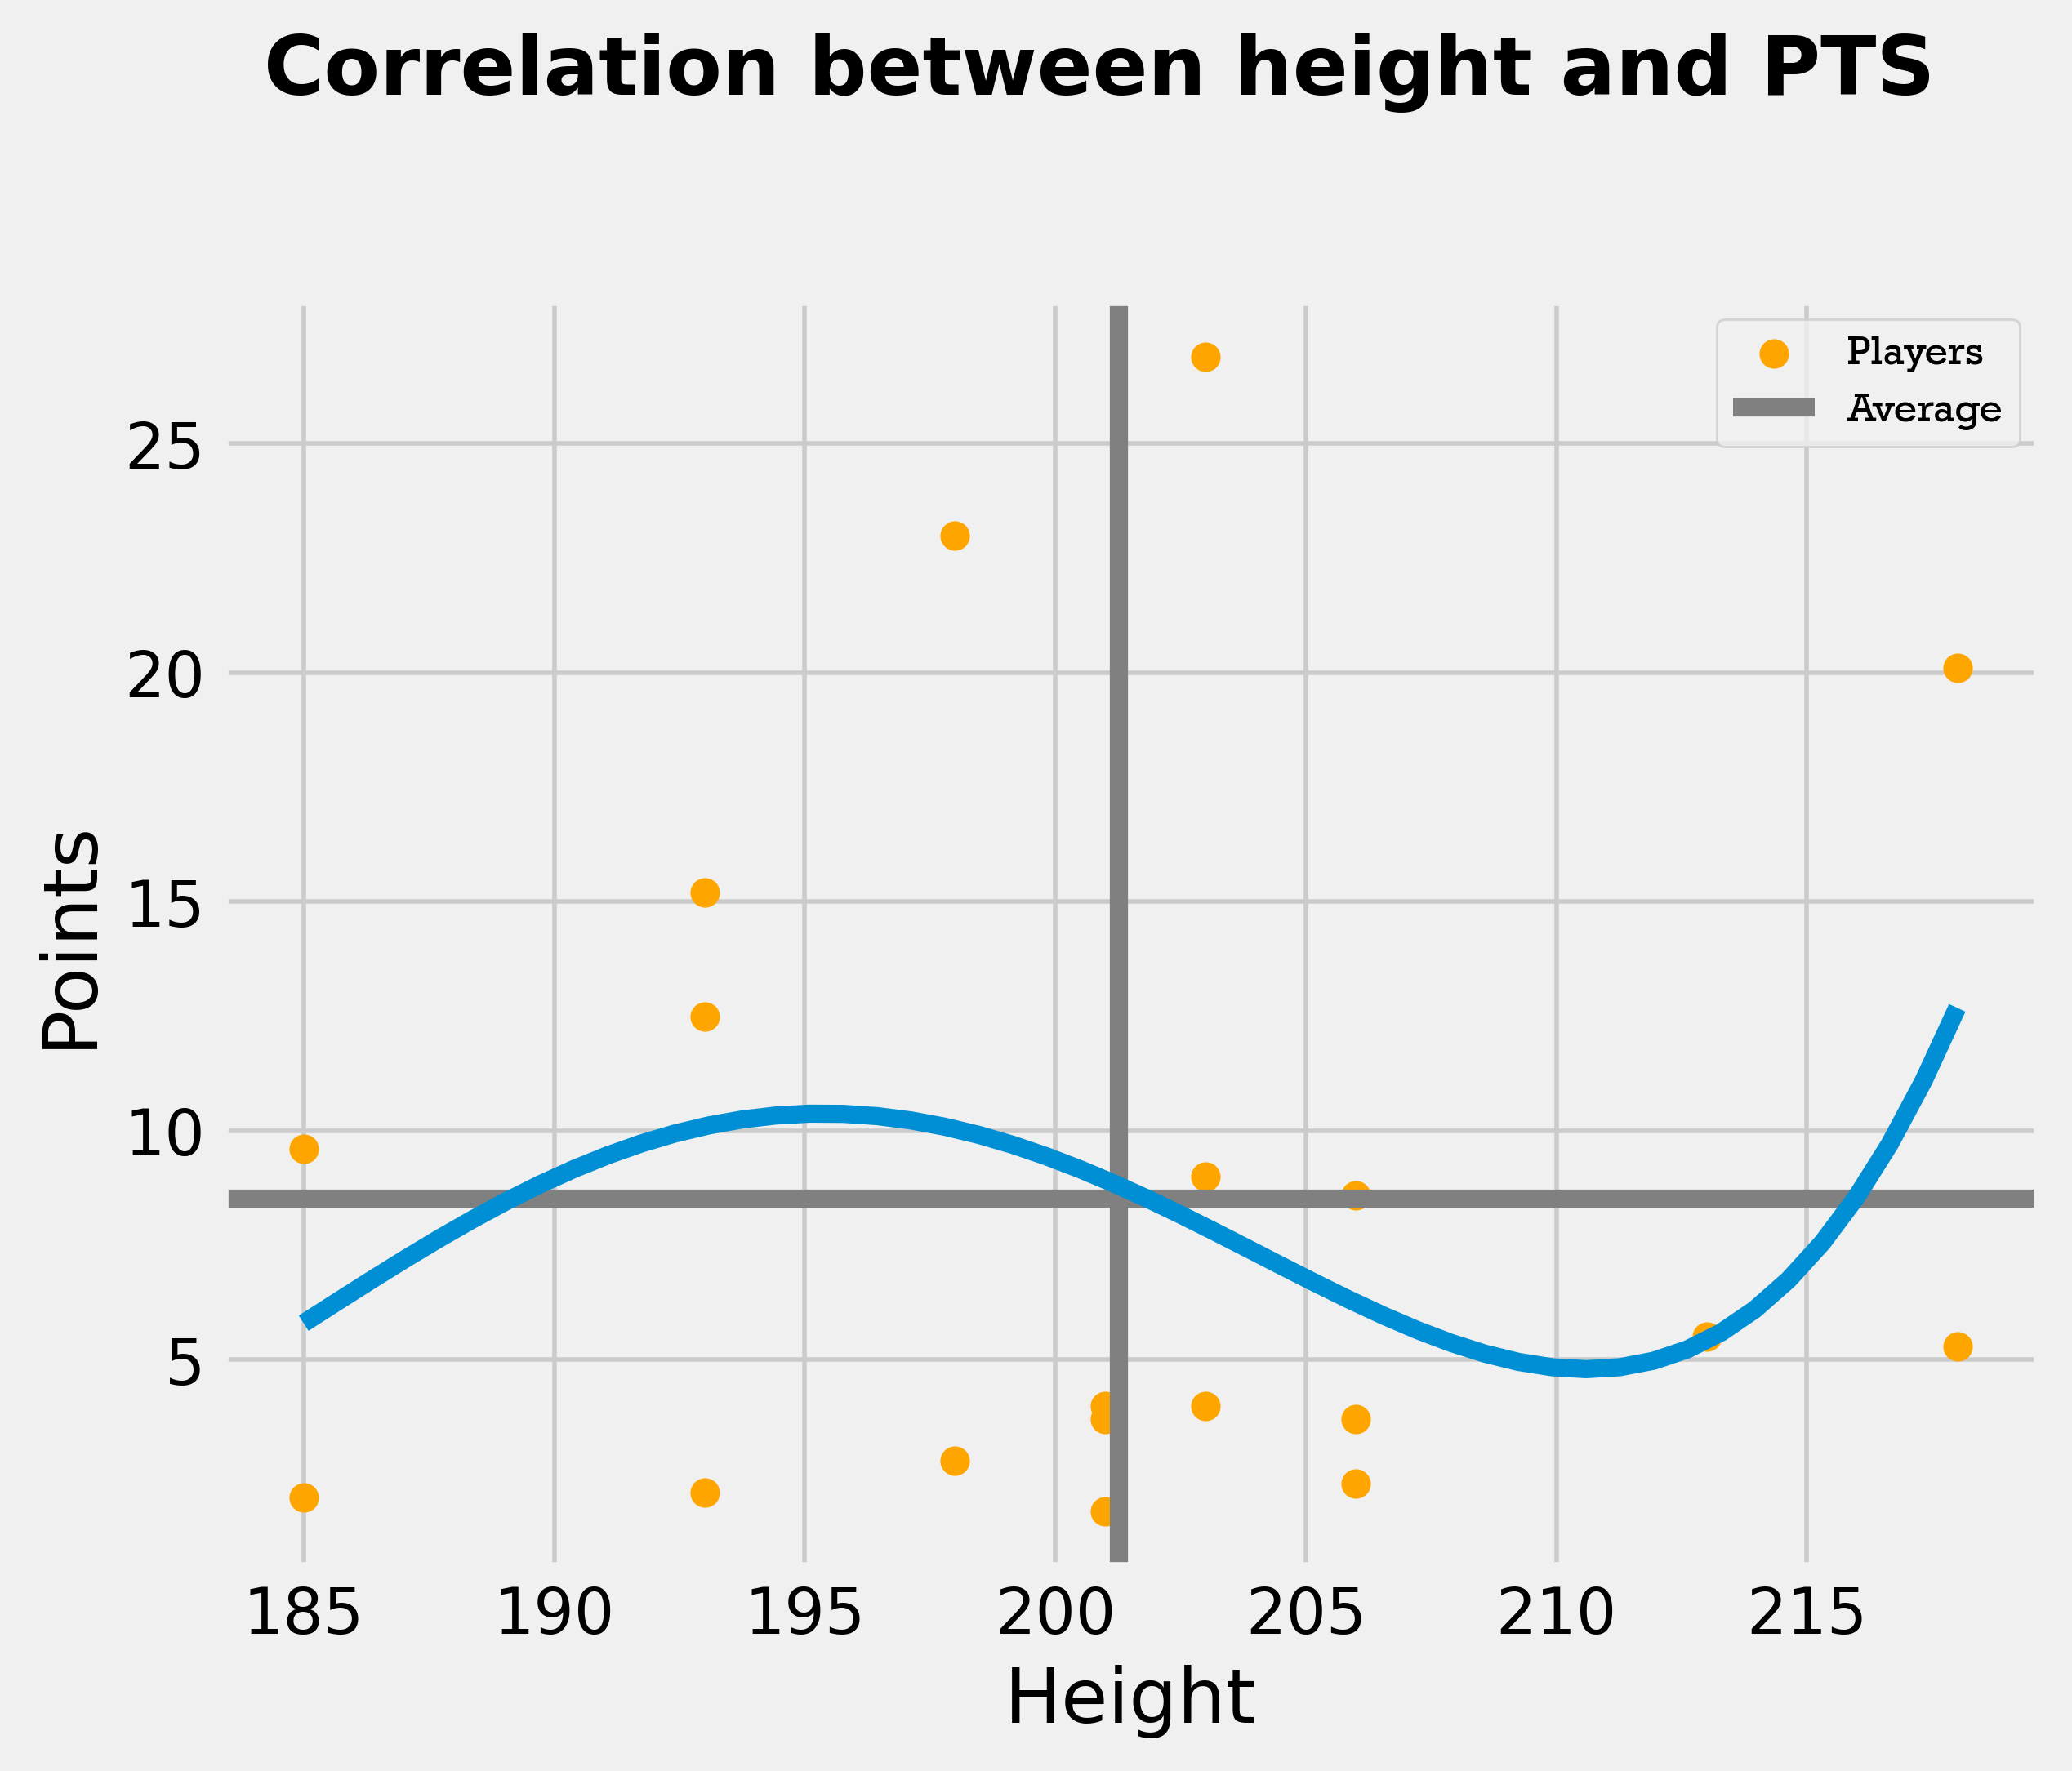 Correlation between height and PTS
Players
Average
25
20
15
10
5
Points
185 190 195 200 205 210 215
Height